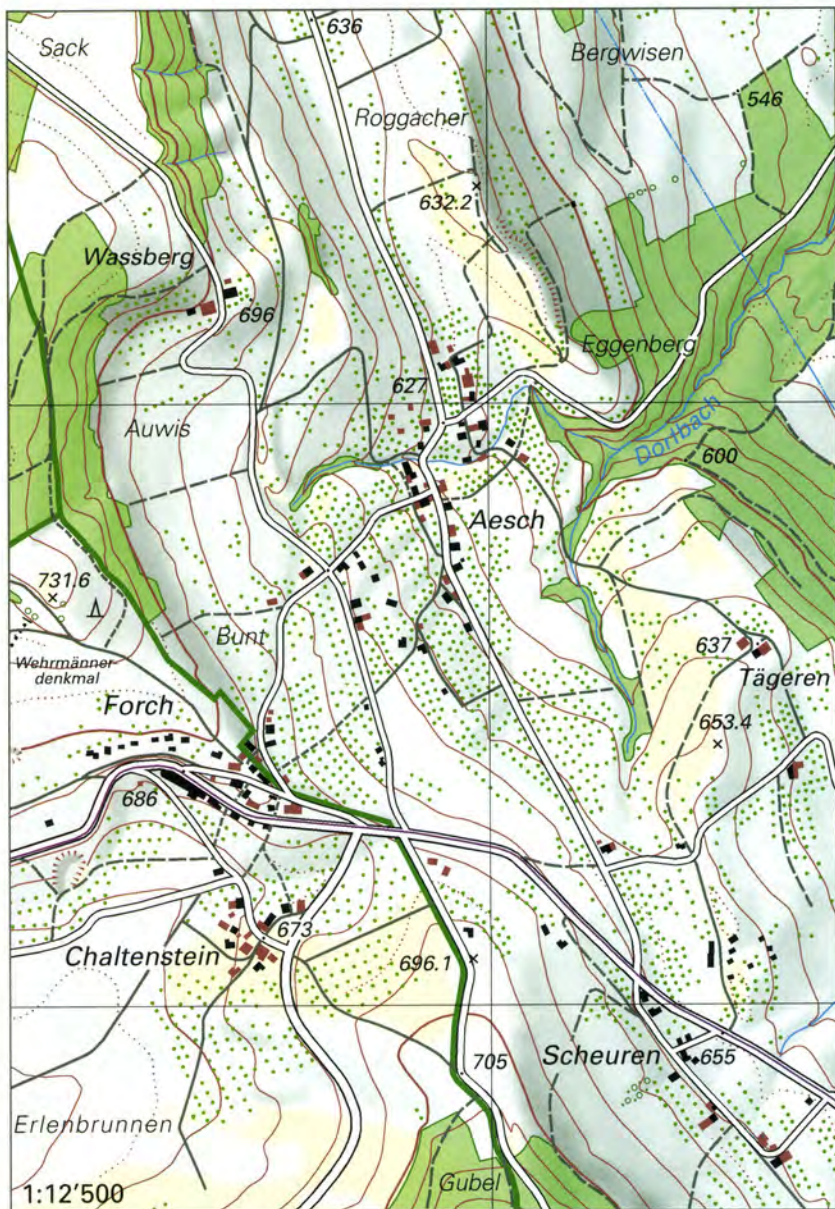 636
Sack
Bergwisen
546
Roggacher
632.2
Wassberg
696
Eggenberg
627
Auwis
Dorfbach
600
Aesch
731.6
Bunt
637
Wehrmänner-
denkmal
Tägeren
Forch
653.4
686
673
Chaltenstein
696.1
Scheuren
655
705
Erlenbrunnen
Gubel
1:12'500